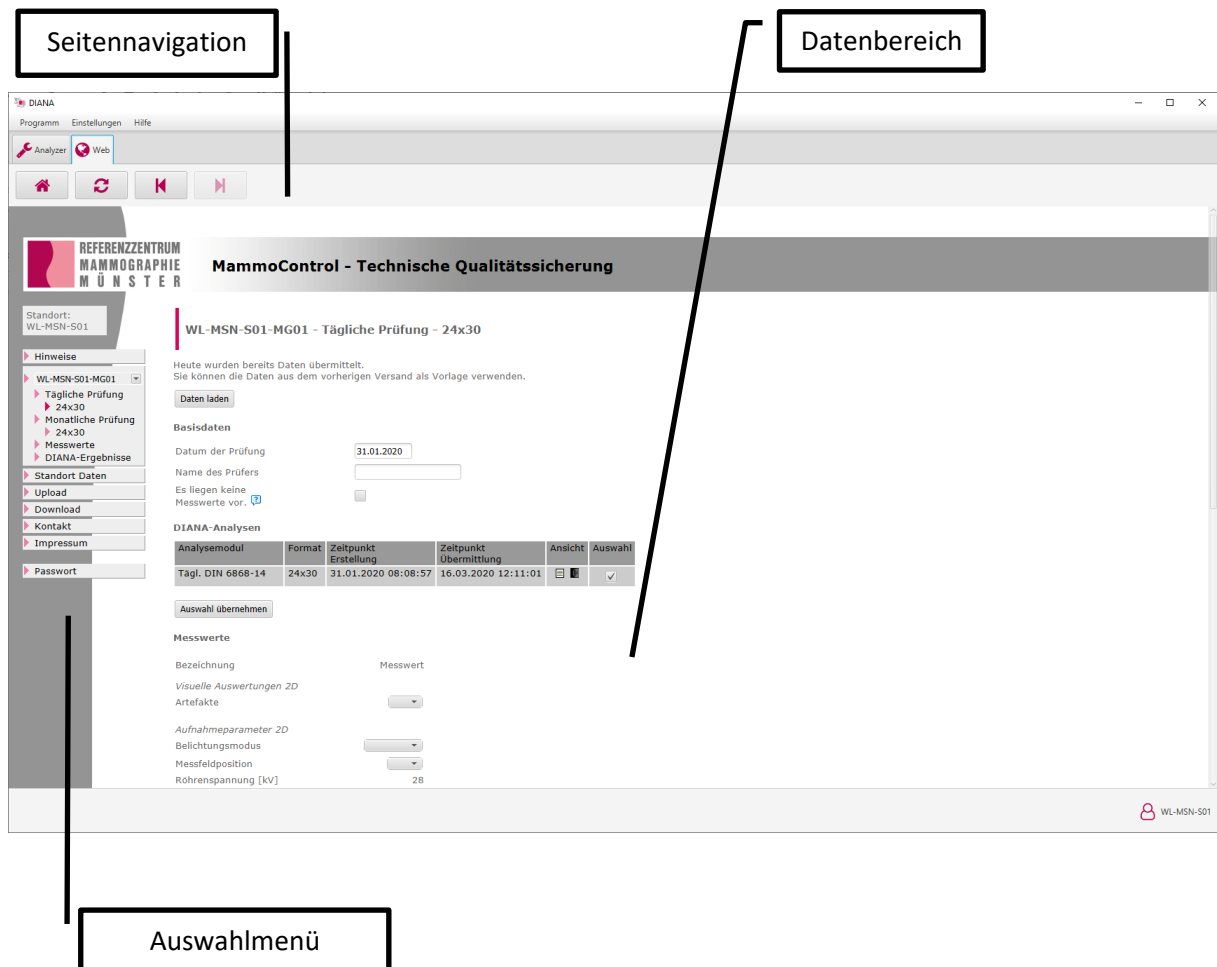 Seitennavigation
Datenbereich
DIANA
Programm Einstellungen Hilfe
Analyzer Web
REFERENZZENTRUM
MAMMOGRAPHIE
MÜNSTER
MammoControl - Technische Qualitätssicherung
Standort:
WL-MSN-S01
Hinweise
WL-MSN-S01-MG01
Tägliche Prüfung
24x30
Monatliche Prüfung
24x30
Messwerte
DIANA-Ergebnisse
Standort Daten
Upload
Download
Kontakt
Impressum
Passwort
WL-MSN-S01-MG01 - Tägliche Prüfung - 24x30
Heute wurden bereits Daten übermittelt.
Sie können die Daten aus dem vorherigen Versand als Vorlage verwenden.
Daten laden
Basisdaten
Datum der Prüfung 31.01.2020
Name des Prüfers
Es liegen keine
Messwerte vor. ?
DIANA-Analysen
Analysemodul Format Zeitpunkt Erstellung Zeitpunkt Übermittlung Ansicht Auswahl
Tägl. DIN 6868-14 24x30 31.01.2020 08:08:57 16.03.2020 12:11:01
Auswahl übernehmen
Messwerte
Bezeichnung Messwert
Visuelle Auswertungen 2D
Artefakte
Aufnahmeparameter 2D
Belichtungsmodus
Messfeldposition
Röhrenspannung [kV] 28
WL-MSN-S01
Auswahlmenü